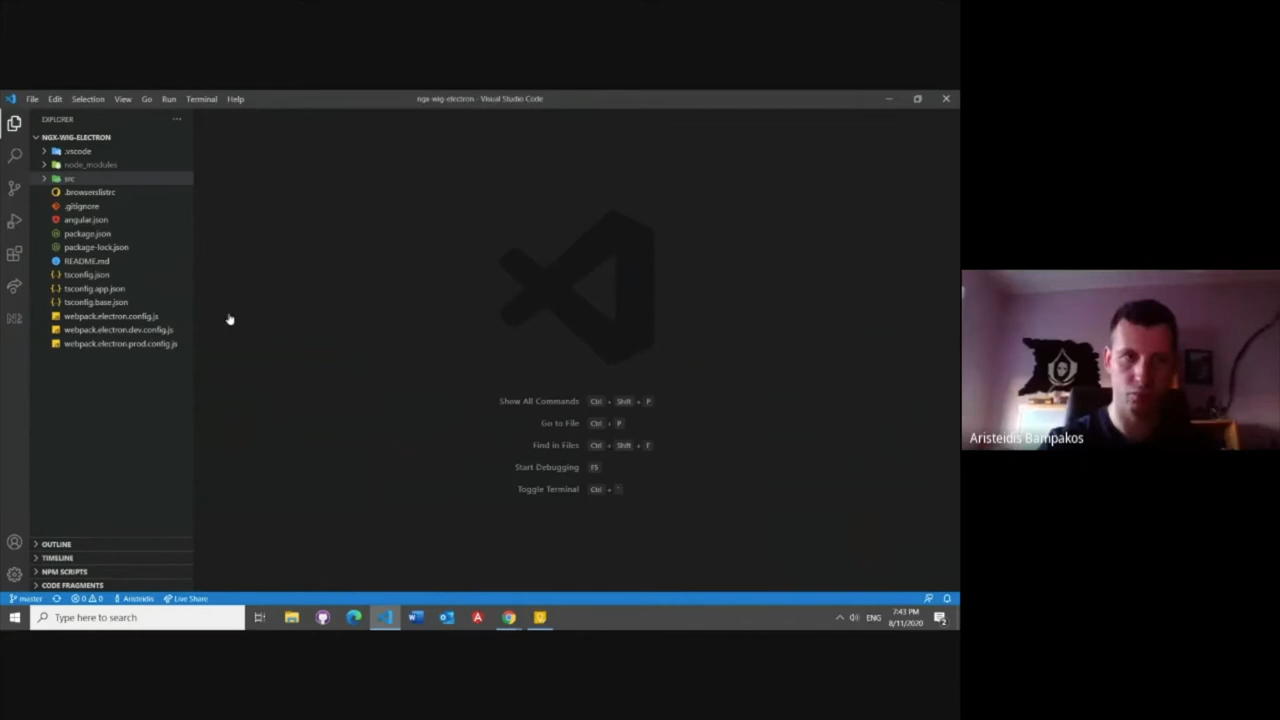 File Edit Selection View Go Run Terminal Help
ngx-wig-electron - Visual Studio Code
EXPLORER
NGX-WIG-ELECTRON
.vscode
node_modules
src
.browserslistrc
.gitignore
angular.json
package.json
package-lock.json
README.md
tsconfig.json
tsconfig.app.json
tsconfig.base.json
webpack.electron.config.js
webpack.electron.dev.config.js
webpack.electron.prod.config.js
Show All Commands Ctrl + Shift + P
Go to File Ctrl + P
Find in Files Ctrl + Shift + F
Start Debugging F5
Toggle Terminal Ctrl + `
Aristeidis Bampakos
OUTLINE
TIMELINE
NPM SCRIPTS
CODE FRAGMENTS
master 0 0 Aristeidis Live Share
Type here to search
ENG
7:43 PM
8/11/2020